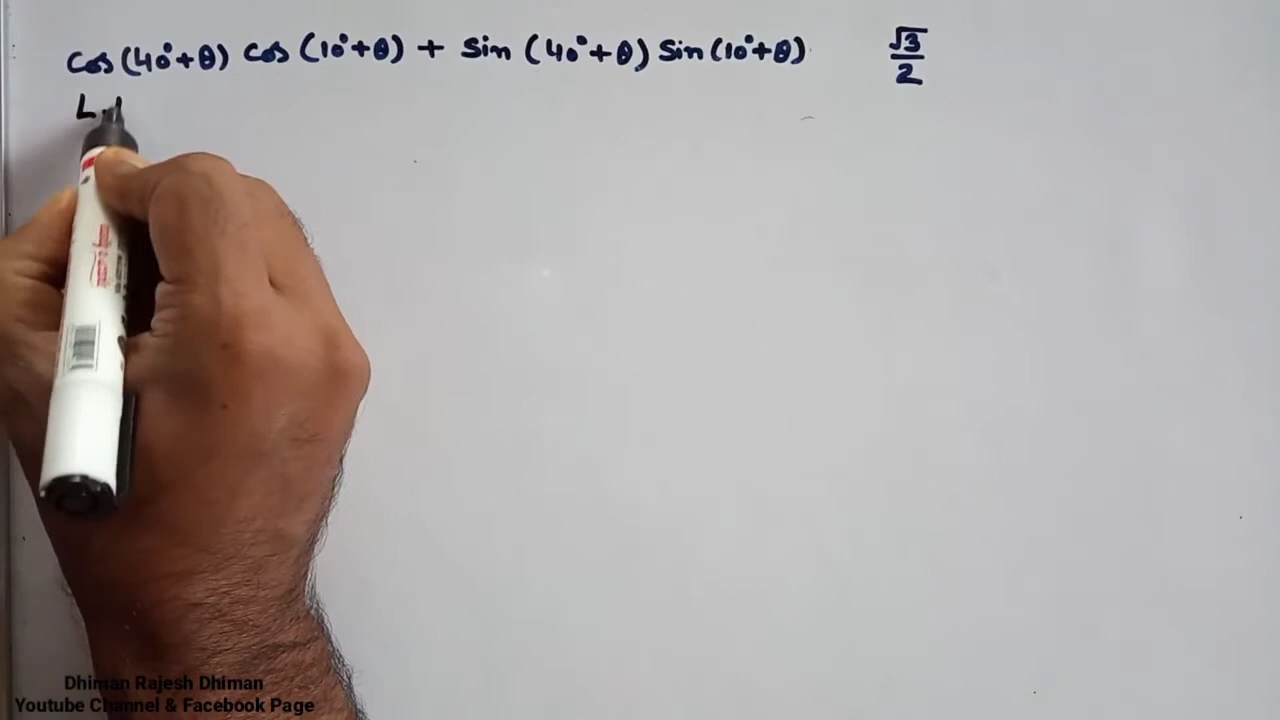 cos(40°+θ) cos(10°+θ) + sin(40°+θ) sin(10°+θ) √3/2
L.
Dhiman Rajesh Dhiman
Youtube Channel & Facebook Page